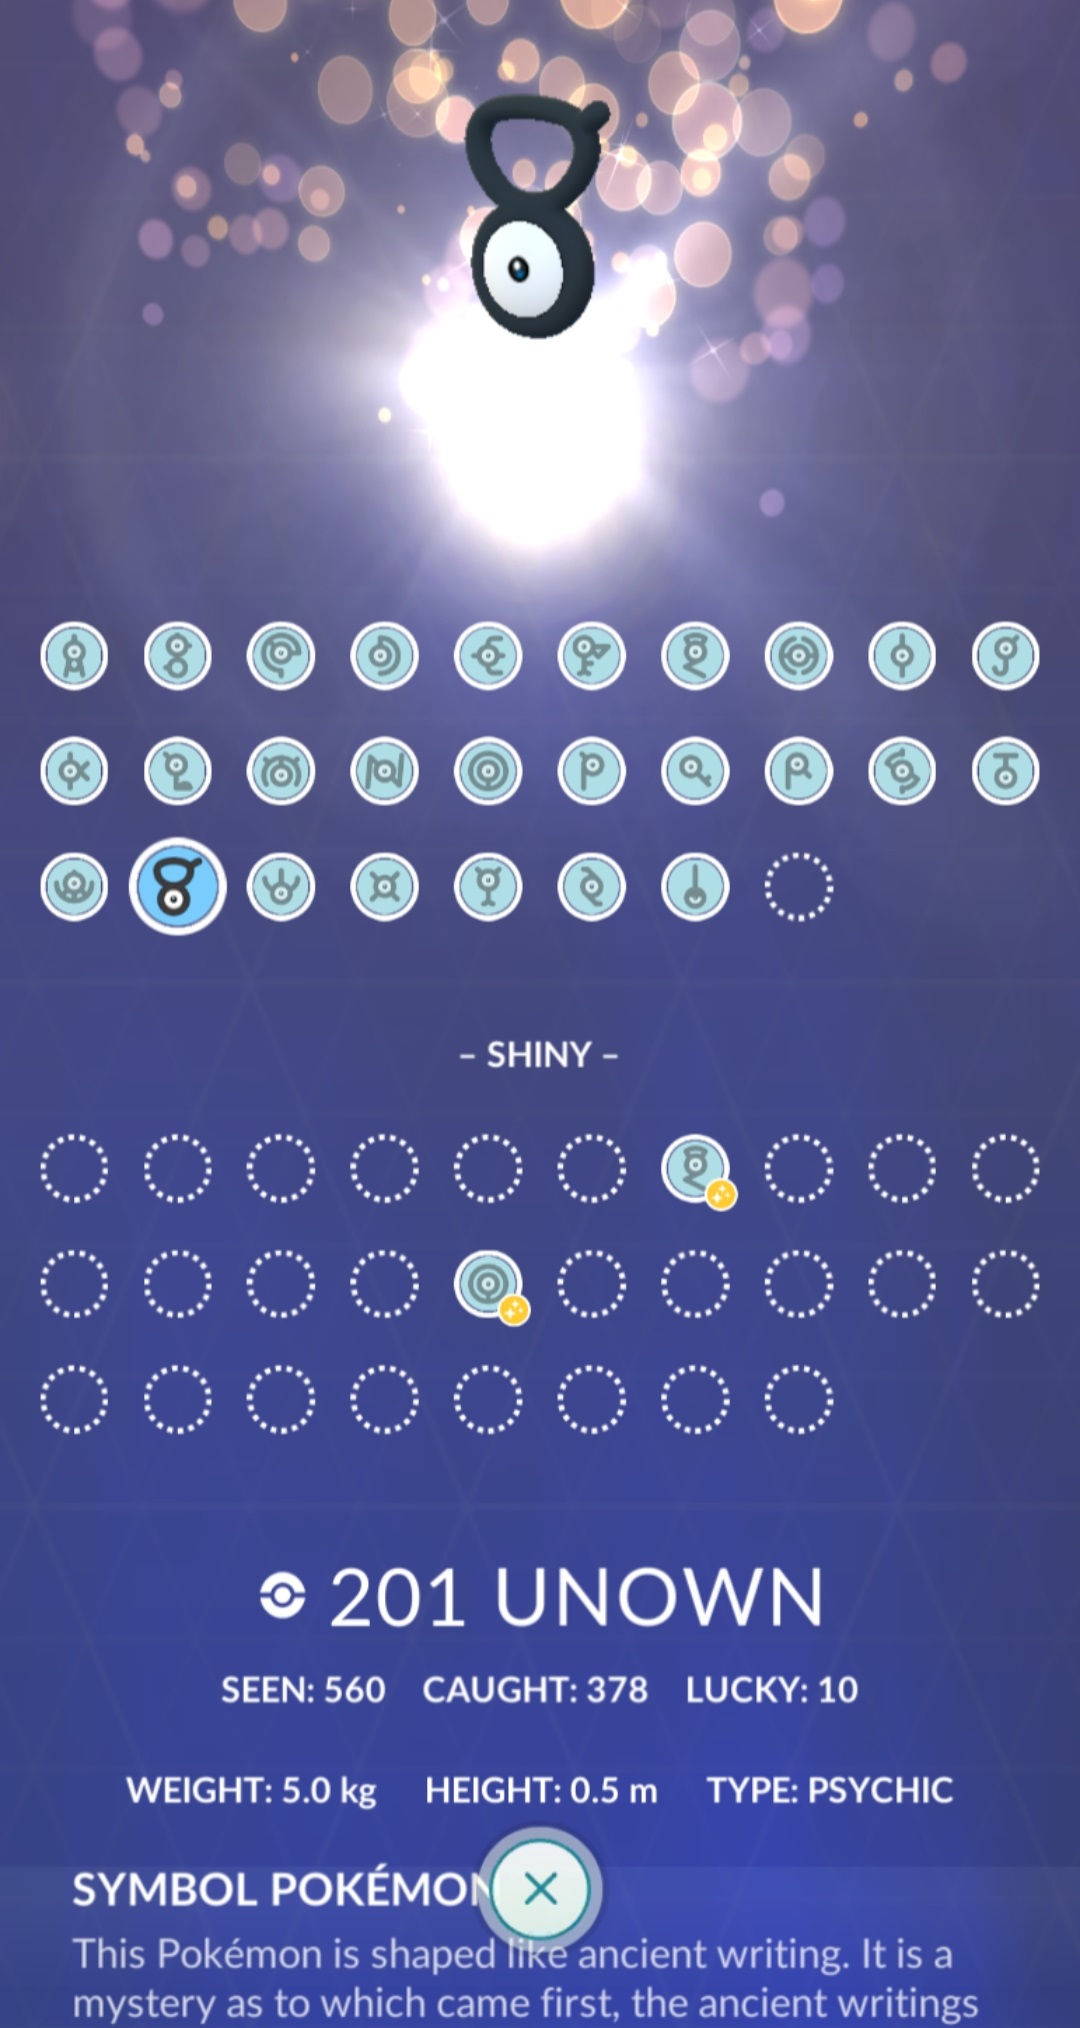 – SHINY –
201 UNOWN
SEEN: 560 CAUGHT: 378 LUCKY: 10
WEIGHT: 5.0 kg HEIGHT: 0.5 m TYPE: PSYCHIC
SYMBOL POKÉMON
This Pokémon is shaped like ancient writing. It is a
mystery as to which came first, the ancient writings